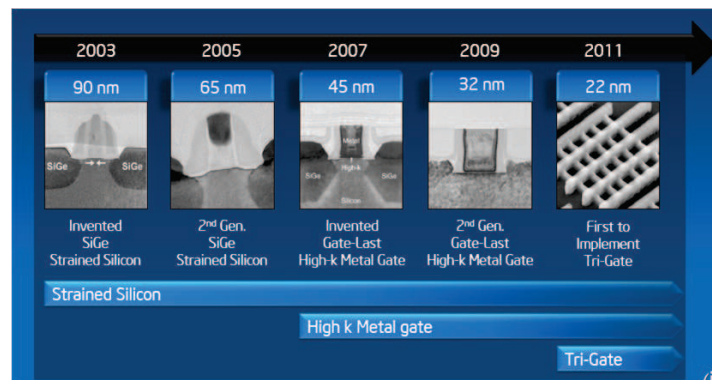 2003 2005 2007 2009 2011
90 nm 65 nm 45 nm 32 nm 22 nm
SiGe SiGe
Metal
High-k
SiGe SiGe
Silicon
Invented
SiGe
Strained Silicon
2nd Gen.
SiGe
Strained Silicon
Invented
Gate-Last
High-k Metal Gate
2nd Gen.
Gate-Last
High-k Metal Gate
First to
Implement
Tri-Gate
Strained Silicon
High k Metal gate
Tri-Gate